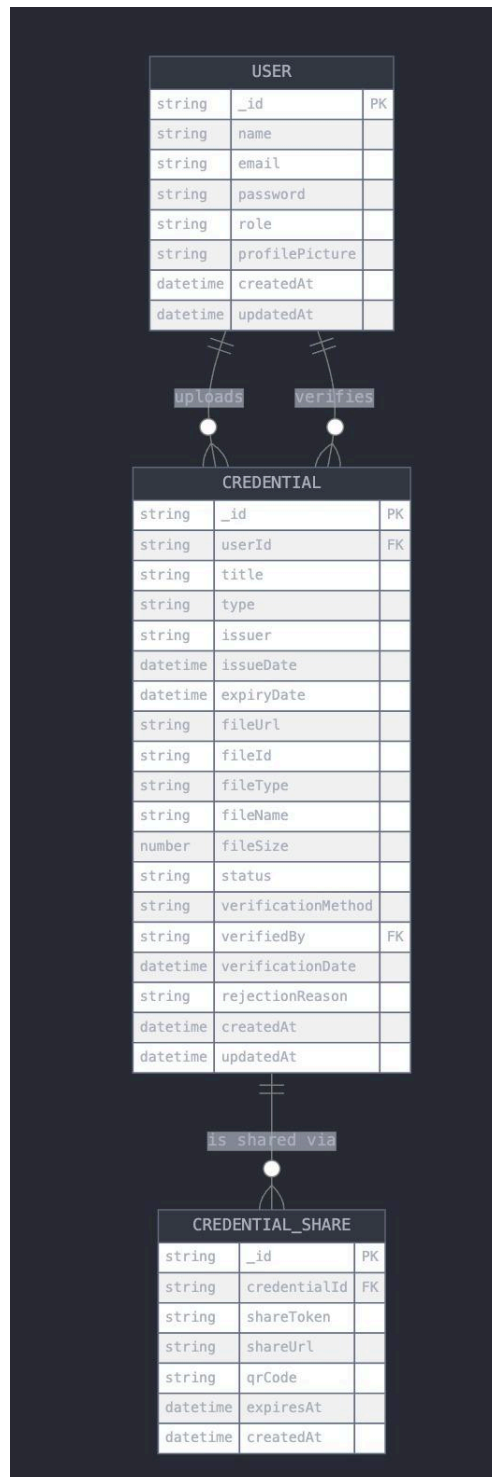 USER
string _id PK
string name
string email
string password
string role
string profilePicture
datetime createdAt
datetime updatedAt
uploads verifies
CREDENTIAL
string _id PK
string userId FK
string title
string type
string issuer
datetime issueDate
datetime expiryDate
string fileUrl
string fileId
string fileType
string fileName
number fileSize
string status
string verificationMethod
string verifiedBy FK
datetime verificationDate
string rejectionReason
datetime createdAt
datetime updatedAt
is shared via
CREDENTIAL_SHARE
string _id PK
string credentialId FK
string shareToken
string shareUrl
string qrCode
datetime expiresAt
datetime createdAt